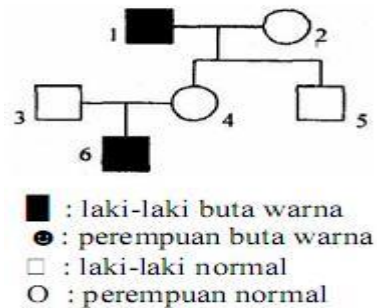 1 2
3 4 5
6
■ : laki-laki buta warna
☻ : perempuan buta warna
□ : laki-laki normal
O : perempuan normal